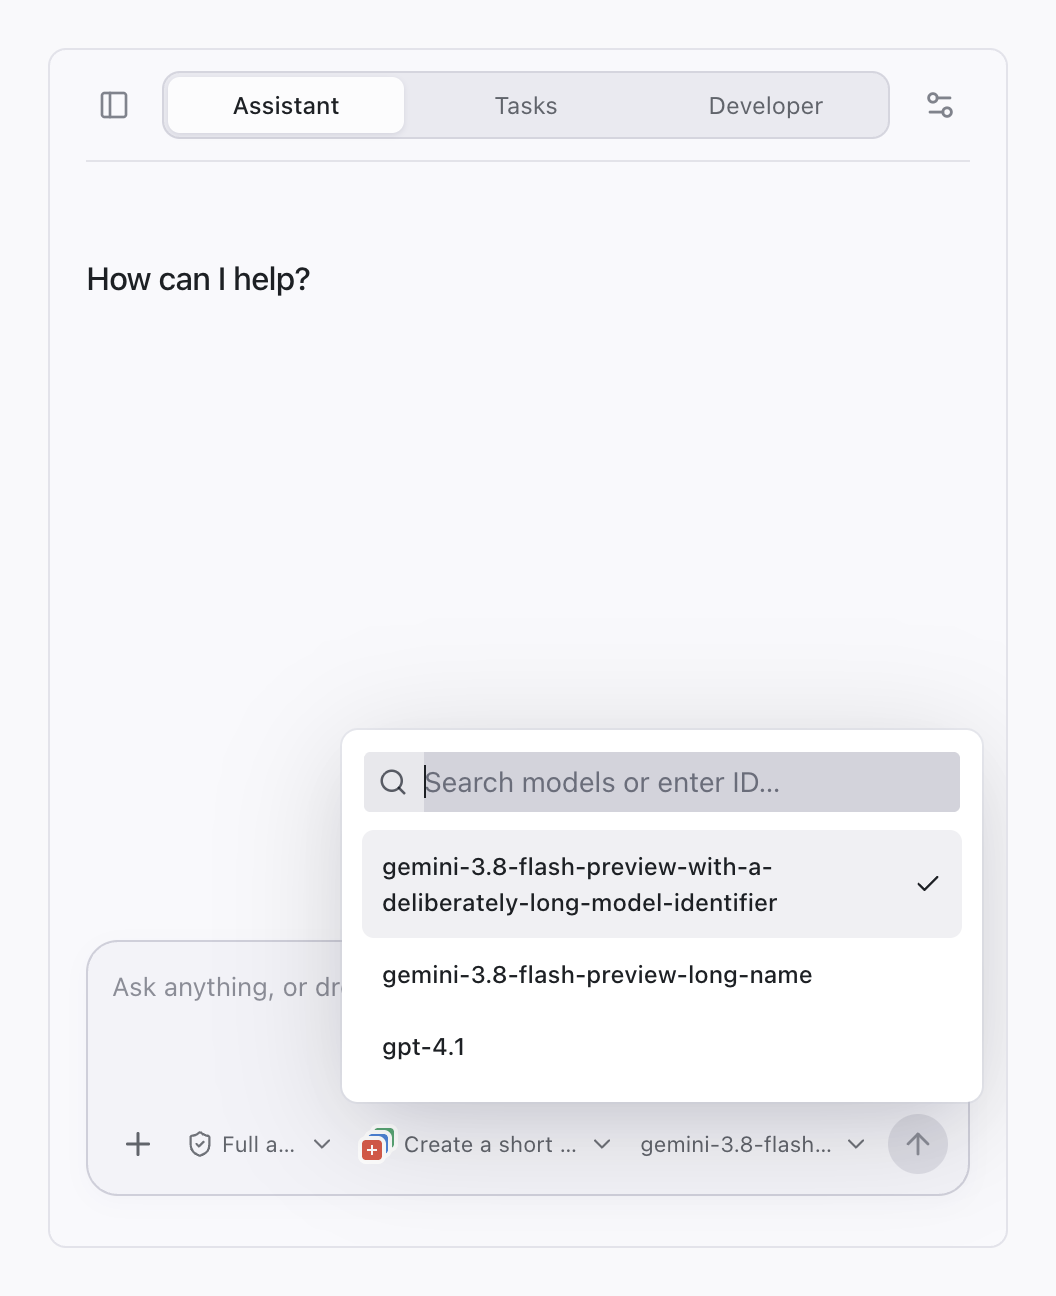 Assistant
Tasks
Developer
How can I help?
Search models or enter ID...
gemini-3.8-flash-preview-with-a-
deliberately-long-model-identifier
gemini-3.8-flash-preview-long-name
gpt-4.1
Ask anything, or dr
Full a...
Create a short ...
gemini-3.8-flash...